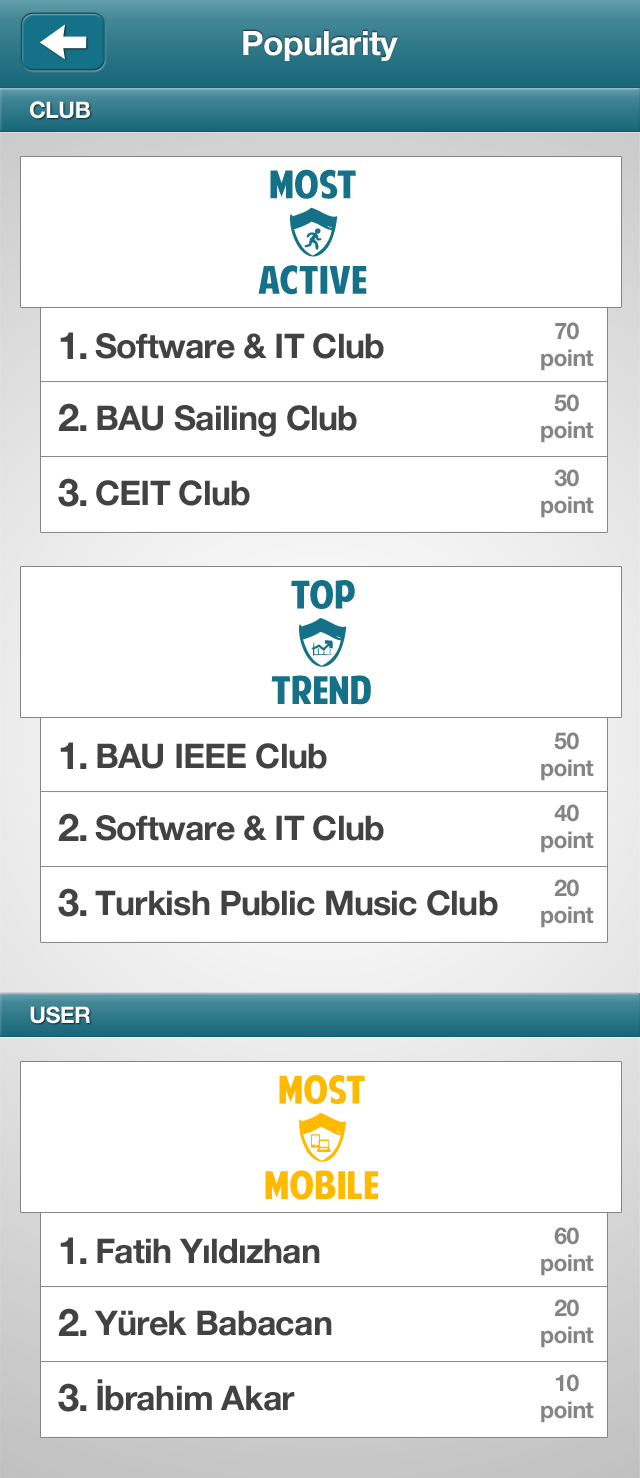 Popularity
CLUB
MOST
ACTIVE
1. Software & IT Club
70
point
2. BAU Sailing Club
50
point
3. CEIT Club
30
point
TOP
TREND
1. BAU IEEE Club
50
point
2. Software & IT Club
40
point
3. Turkish Public Music Club
20
point
USER
MOST
MOBILE
1. Fatih Yıldızhan
60
point
2. Yürek Babacan
20
point
3. İbrahim Akar
10
point